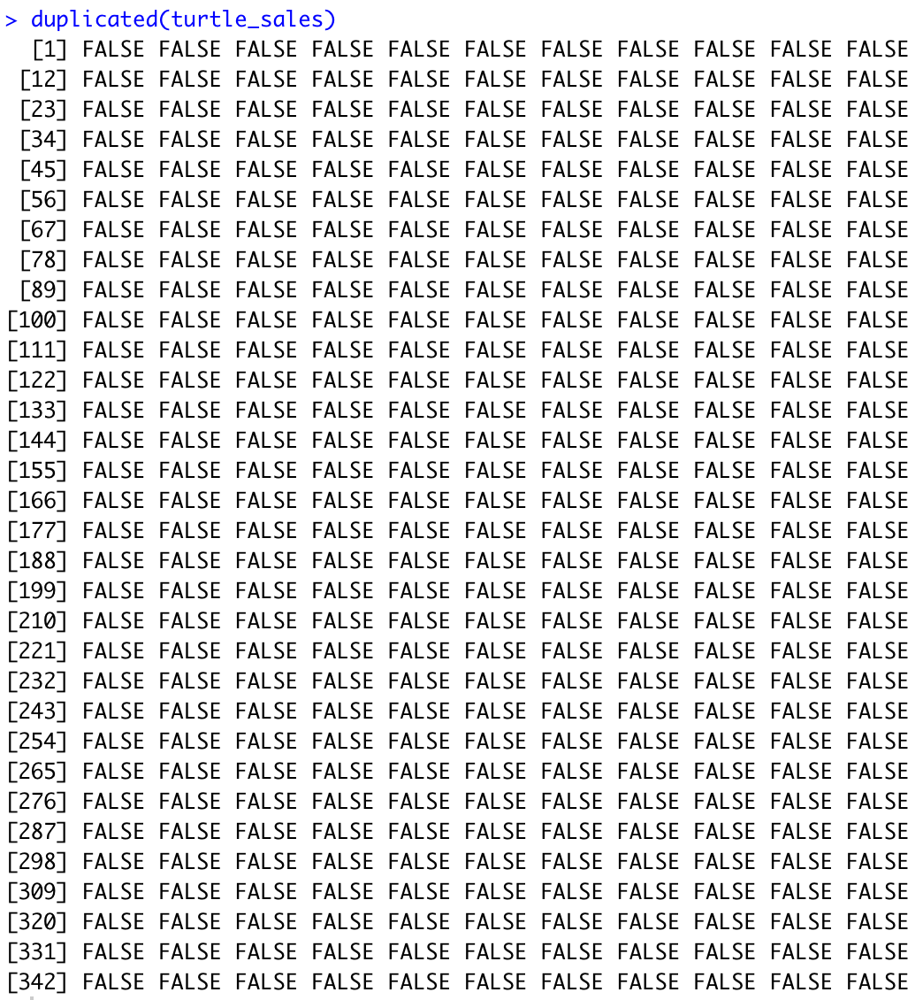 > duplicated(turtle_sales)
[1] FALSE FALSE FALSE FALSE FALSE FALSE FALSE FALSE FALSE FALSE FALSE
[12] FALSE FALSE FALSE FALSE FALSE FALSE FALSE FALSE FALSE FALSE FALSE
[23] FALSE FALSE FALSE FALSE FALSE FALSE FALSE FALSE FALSE FALSE FALSE
[34] FALSE FALSE FALSE FALSE FALSE FALSE FALSE FALSE FALSE FALSE FALSE
[45] FALSE FALSE FALSE FALSE FALSE FALSE FALSE FALSE FALSE FALSE FALSE
[56] FALSE FALSE FALSE FALSE FALSE FALSE FALSE FALSE FALSE FALSE FALSE
[67] FALSE FALSE FALSE FALSE FALSE FALSE FALSE FALSE FALSE FALSE FALSE
[78] FALSE FALSE FALSE FALSE FALSE FALSE FALSE FALSE FALSE FALSE FALSE
[89] FALSE FALSE FALSE FALSE FALSE FALSE FALSE FALSE FALSE FALSE FALSE
[100] FALSE FALSE FALSE FALSE FALSE FALSE FALSE FALSE FALSE FALSE FALSE
[111] FALSE FALSE FALSE FALSE FALSE FALSE FALSE FALSE FALSE FALSE FALSE
[122] FALSE FALSE FALSE FALSE FALSE FALSE FALSE FALSE FALSE FALSE FALSE
[133] FALSE FALSE FALSE FALSE FALSE FALSE FALSE FALSE FALSE FALSE FALSE
[144] FALSE FALSE FALSE FALSE FALSE FALSE FALSE FALSE FALSE FALSE FALSE
[155] FALSE FALSE FALSE FALSE FALSE FALSE FALSE FALSE FALSE FALSE FALSE
[166] FALSE FALSE FALSE FALSE FALSE FALSE FALSE FALSE FALSE FALSE FALSE
[177] FALSE FALSE FALSE FALSE FALSE FALSE FALSE FALSE FALSE FALSE FALSE
[188] FALSE FALSE FALSE FALSE FALSE FALSE FALSE FALSE FALSE FALSE FALSE
[199] FALSE FALSE FALSE FALSE FALSE FALSE FALSE FALSE FALSE FALSE FALSE
[210] FALSE FALSE FALSE FALSE FALSE FALSE FALSE FALSE FALSE FALSE FALSE
[221] FALSE FALSE FALSE FALSE FALSE FALSE FALSE FALSE FALSE FALSE FALSE
[232] FALSE FALSE FALSE FALSE FALSE FALSE FALSE FALSE FALSE FALSE FALSE
[243] FALSE FALSE FALSE FALSE FALSE FALSE FALSE FALSE FALSE FALSE FALSE
[254] FALSE FALSE FALSE FALSE FALSE FALSE FALSE FALSE FALSE FALSE FALSE
[265] FALSE FALSE FALSE FALSE FALSE FALSE FALSE FALSE FALSE FALSE FALSE
[276] FALSE FALSE FALSE FALSE FALSE FALSE FALSE FALSE FALSE FALSE FALSE
[287] FALSE FALSE FALSE FALSE FALSE FALSE FALSE FALSE FALSE FALSE FALSE
[298] FALSE FALSE FALSE FALSE FALSE FALSE FALSE FALSE FALSE FALSE FALSE
[309] FALSE FALSE FALSE FALSE FALSE FALSE FALSE FALSE FALSE FALSE FALSE
[320] FALSE FALSE FALSE FALSE FALSE FALSE FALSE FALSE FALSE FALSE FALSE
[331] FALSE FALSE FALSE FALSE FALSE FALSE FALSE FALSE FALSE FALSE FALSE
[342] FALSE FALSE FALSE FALSE FALSE FALSE FALSE FALSE FALSE FALSE FALSE